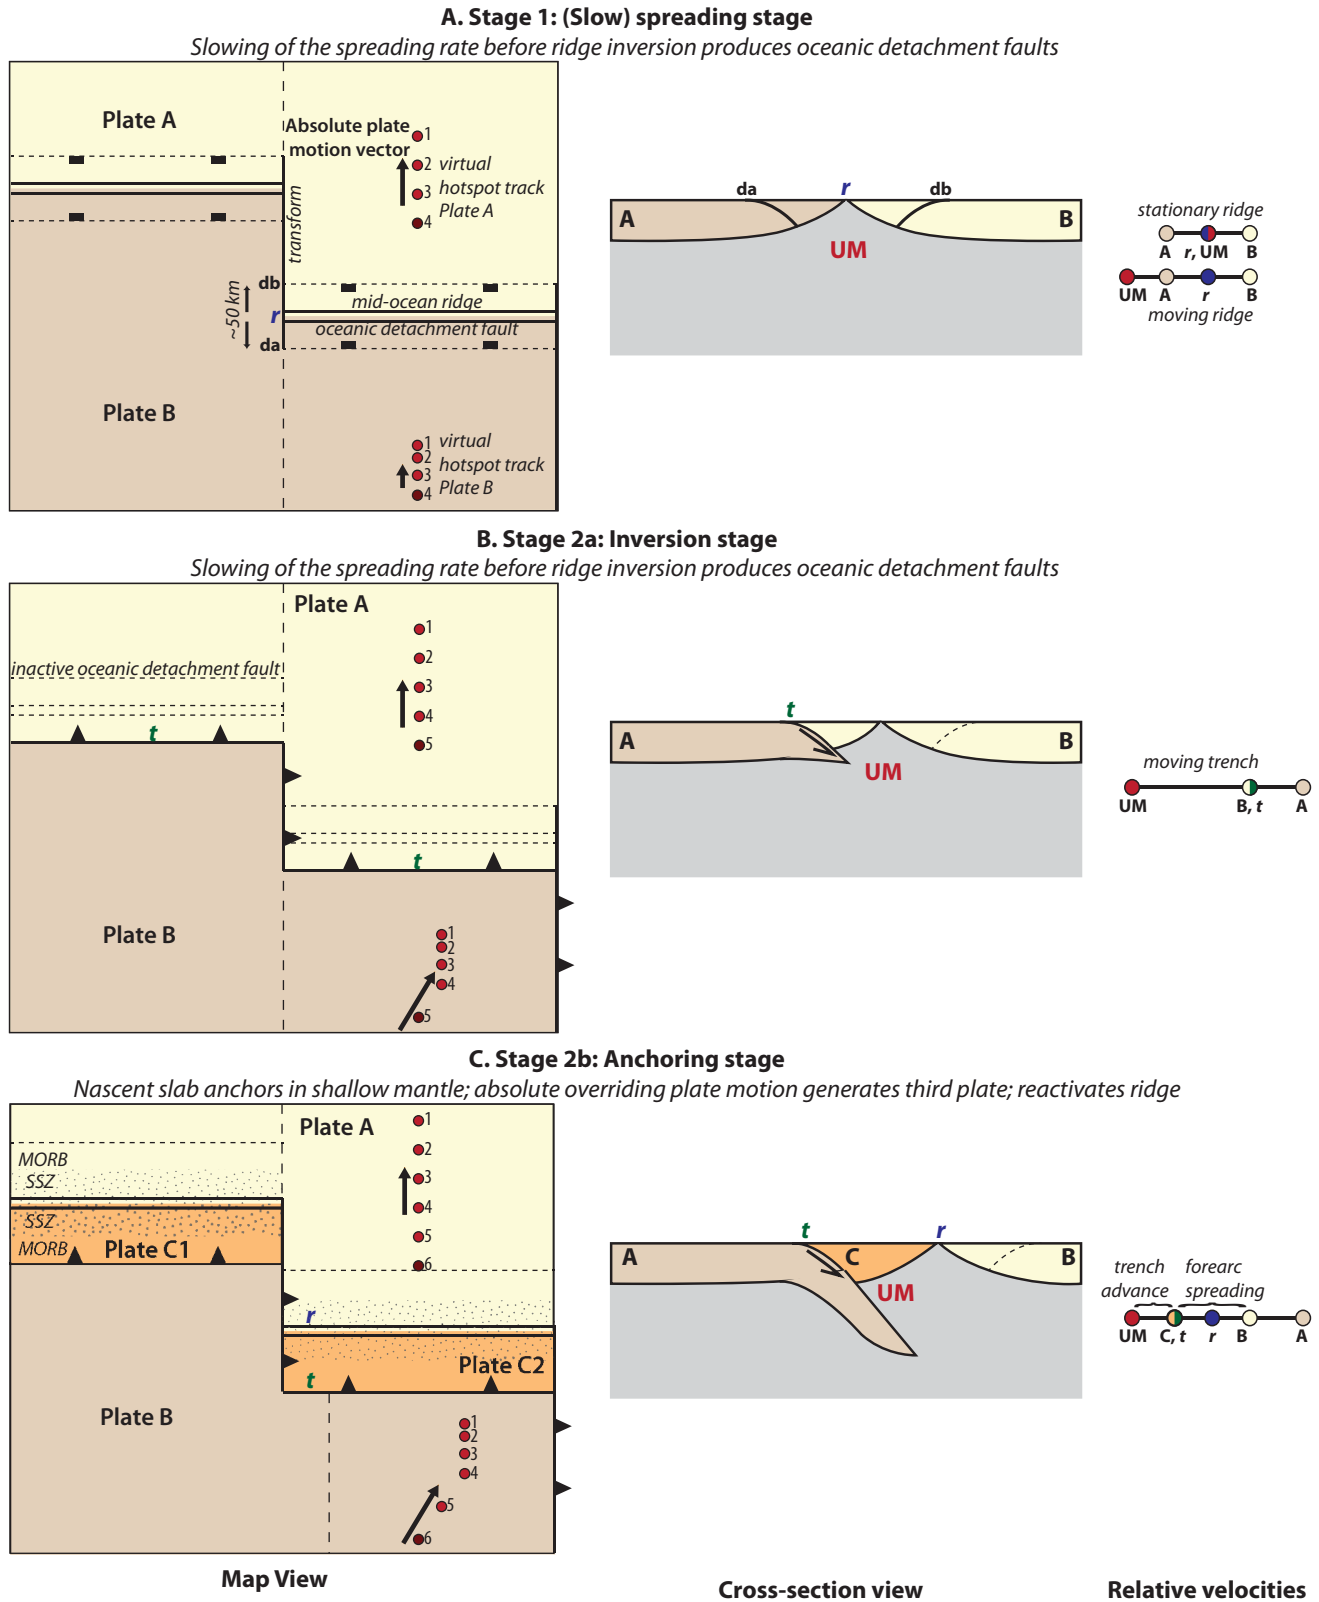 A. Stage 1: (Slow) spreading stage
Slowing of the spreading rate before ridge inversion produces oceanic detachment faults
Plate A
Absolute plate
motion vector
1
2 virtual
3 hotspot track
Plate A
4
transform
db
mid-ocean ridge
r
~50 km
oceanic detachment fault
da
Plate B
1 virtual
2
hotspot track
3
Plate B
4
da
r
db
A
B
UM
stationary ridge
A r, UM B
UM A r B
moving ridge
B. Stage 2a: Inversion stage
Slowing of the spreading rate before ridge inversion produces oceanic detachment faults
Plate A
1
2
inactive oceanic detachment fault
3
4
t
5
t
Plate B
1
2
3
4
5
t
A
B
UM
moving trench
UM B, t A
C. Stage 2b: Anchoring stage
Nascent slab anchors in shallow mantle; absolute overriding plate motion generates third plate; reactivates ridge
Plate A
1
2
MORB
SSZ
3
4
SSZ
5
MORB
Plate C1
6
r
Plate C2
t
Plate B
1
2
3
4
5
6
t
r
A
C
B
UM
trench forearc
advance spreading
UM C, t r B A
Map View
Cross-section view
Relative velocities